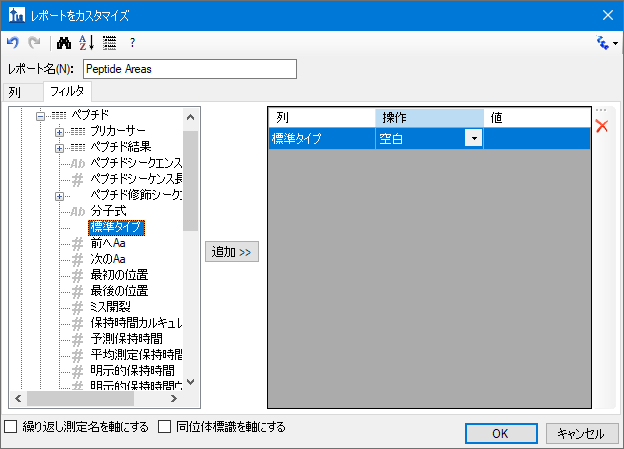 レポートをカスタマイズ
レポート名(N): Peptide Areas
列 フィルタ
ペプチド
プリカーサー
ペプチド結果
Ab ペプチドシークエンス
# ペプチドシーケンス長
ペプチド修飾シークエ
Ab 分子式
標準タイプ
# 前へAa
# 次のAa
# 最初の位置
# 最後の位置
# ミス開裂
# 保持時間カルキュレ
# 予測保持時間
# 平均測定保持時間
# 明示的保持時間
# 明示的保持時間ウ
追加 >>
列 操作 値
標準タイプ 空白
繰り返し測定名を軸にする 同位体標識を軸にする
OK キャンセル